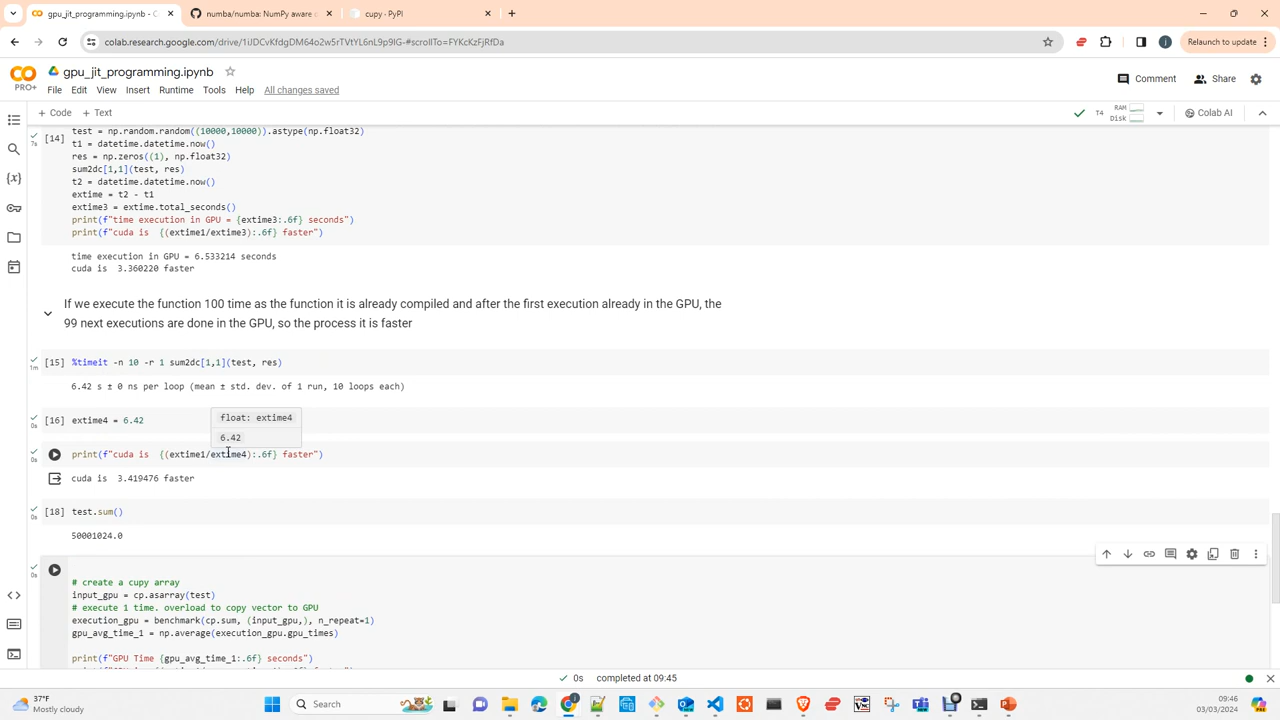 gpu_jit_programming.ipynb - C
numba/numba: NumPy aware d
cupy · PyPI
colab.research.google.com/drive/1iJDCvKfdgDM64o2w5rTVtYL6nL9p9IG-#scrollTo=FYKcKzFjRfDa
Relaunch to update
PRO+
gpu_jit_programming.ipynb
Comment
Share
File Edit View Insert Runtime Tools Help All changes saved
+ Code + Text
T4
RAM
Disk
Colab AI
test = np.random.random((10000,10000)).astype(np.float32)
[14]
7s
t1 = datetime.datetime.now()
res = np.zeros((1), np.float32)
sum2dc[1,1](test, res)
t2 = datetime.datetime.now()
extime = t2 - t1
extime3 = extime.total_seconds()
print(f"time execution in GPU = {extime3:.6f} seconds")
print(f"cuda is  {(extime1/extime3):.6f} faster")
time execution in GPU = 6.533214 seconds
cuda is  3.360220 faster
If we execute the function 100 time as the function it is already compiled and after the first execution already in the GPU, the
99 next executions are done in the GPU, so the process it is faster
[15] %timeit -n 10 -r 1 sum2dc[1,1](test, res)
1m
6.42 s ± 0 ns per loop (mean ± std. dev. of 1 run, 10 loops each)
float: extime4
6.42
[16] extime4 = 6.42
0s
print(f"cuda is  {(extime1/extime4):.6f} faster")
0s
cuda is  3.419476 faster
[18] test.sum()
0s
50001024.0
0s
# create a cupy array
input_gpu = cp.asarray(test)
# execute 1 time. overload to copy vector to GPU
execution_gpu = benchmark(cp.sum, (input_gpu,), n_repeat=1)
gpu_avg_time_1 = np.average(execution_gpu.gpu_times)
print(f"GPU Time {gpu_avg_time_1:.6f} seconds")
0s completed at 09:45
37°F
Mostly cloudy
Search
09:46
03/03/2024